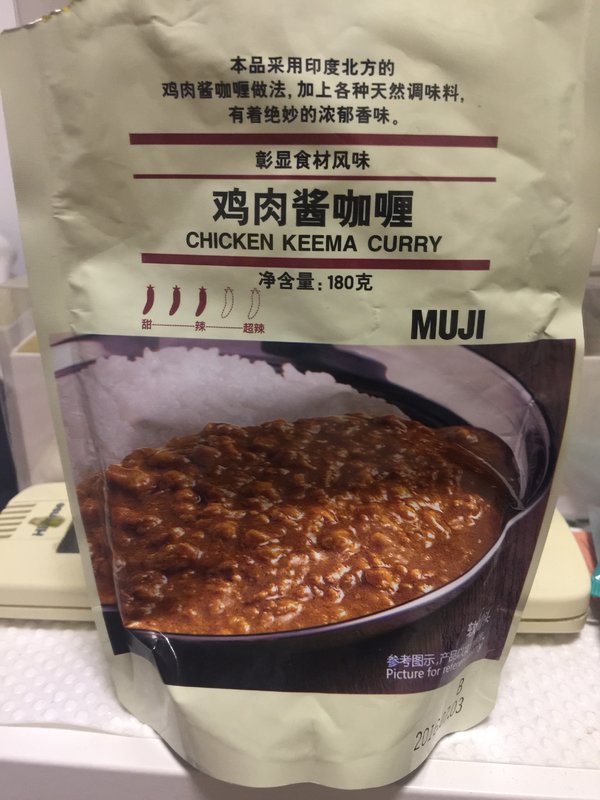 本品采用印度北方的
鸡肉酱咖喱做法,加上各种天然调味料,
有着绝妙的浓郁香味。
彰显食材风味
鸡肉酱咖喱
CHICKEN KEEMA CURRY
净含量:180克
甜 辣 超辣
MUJI
参考图示,产品
Picture for
B